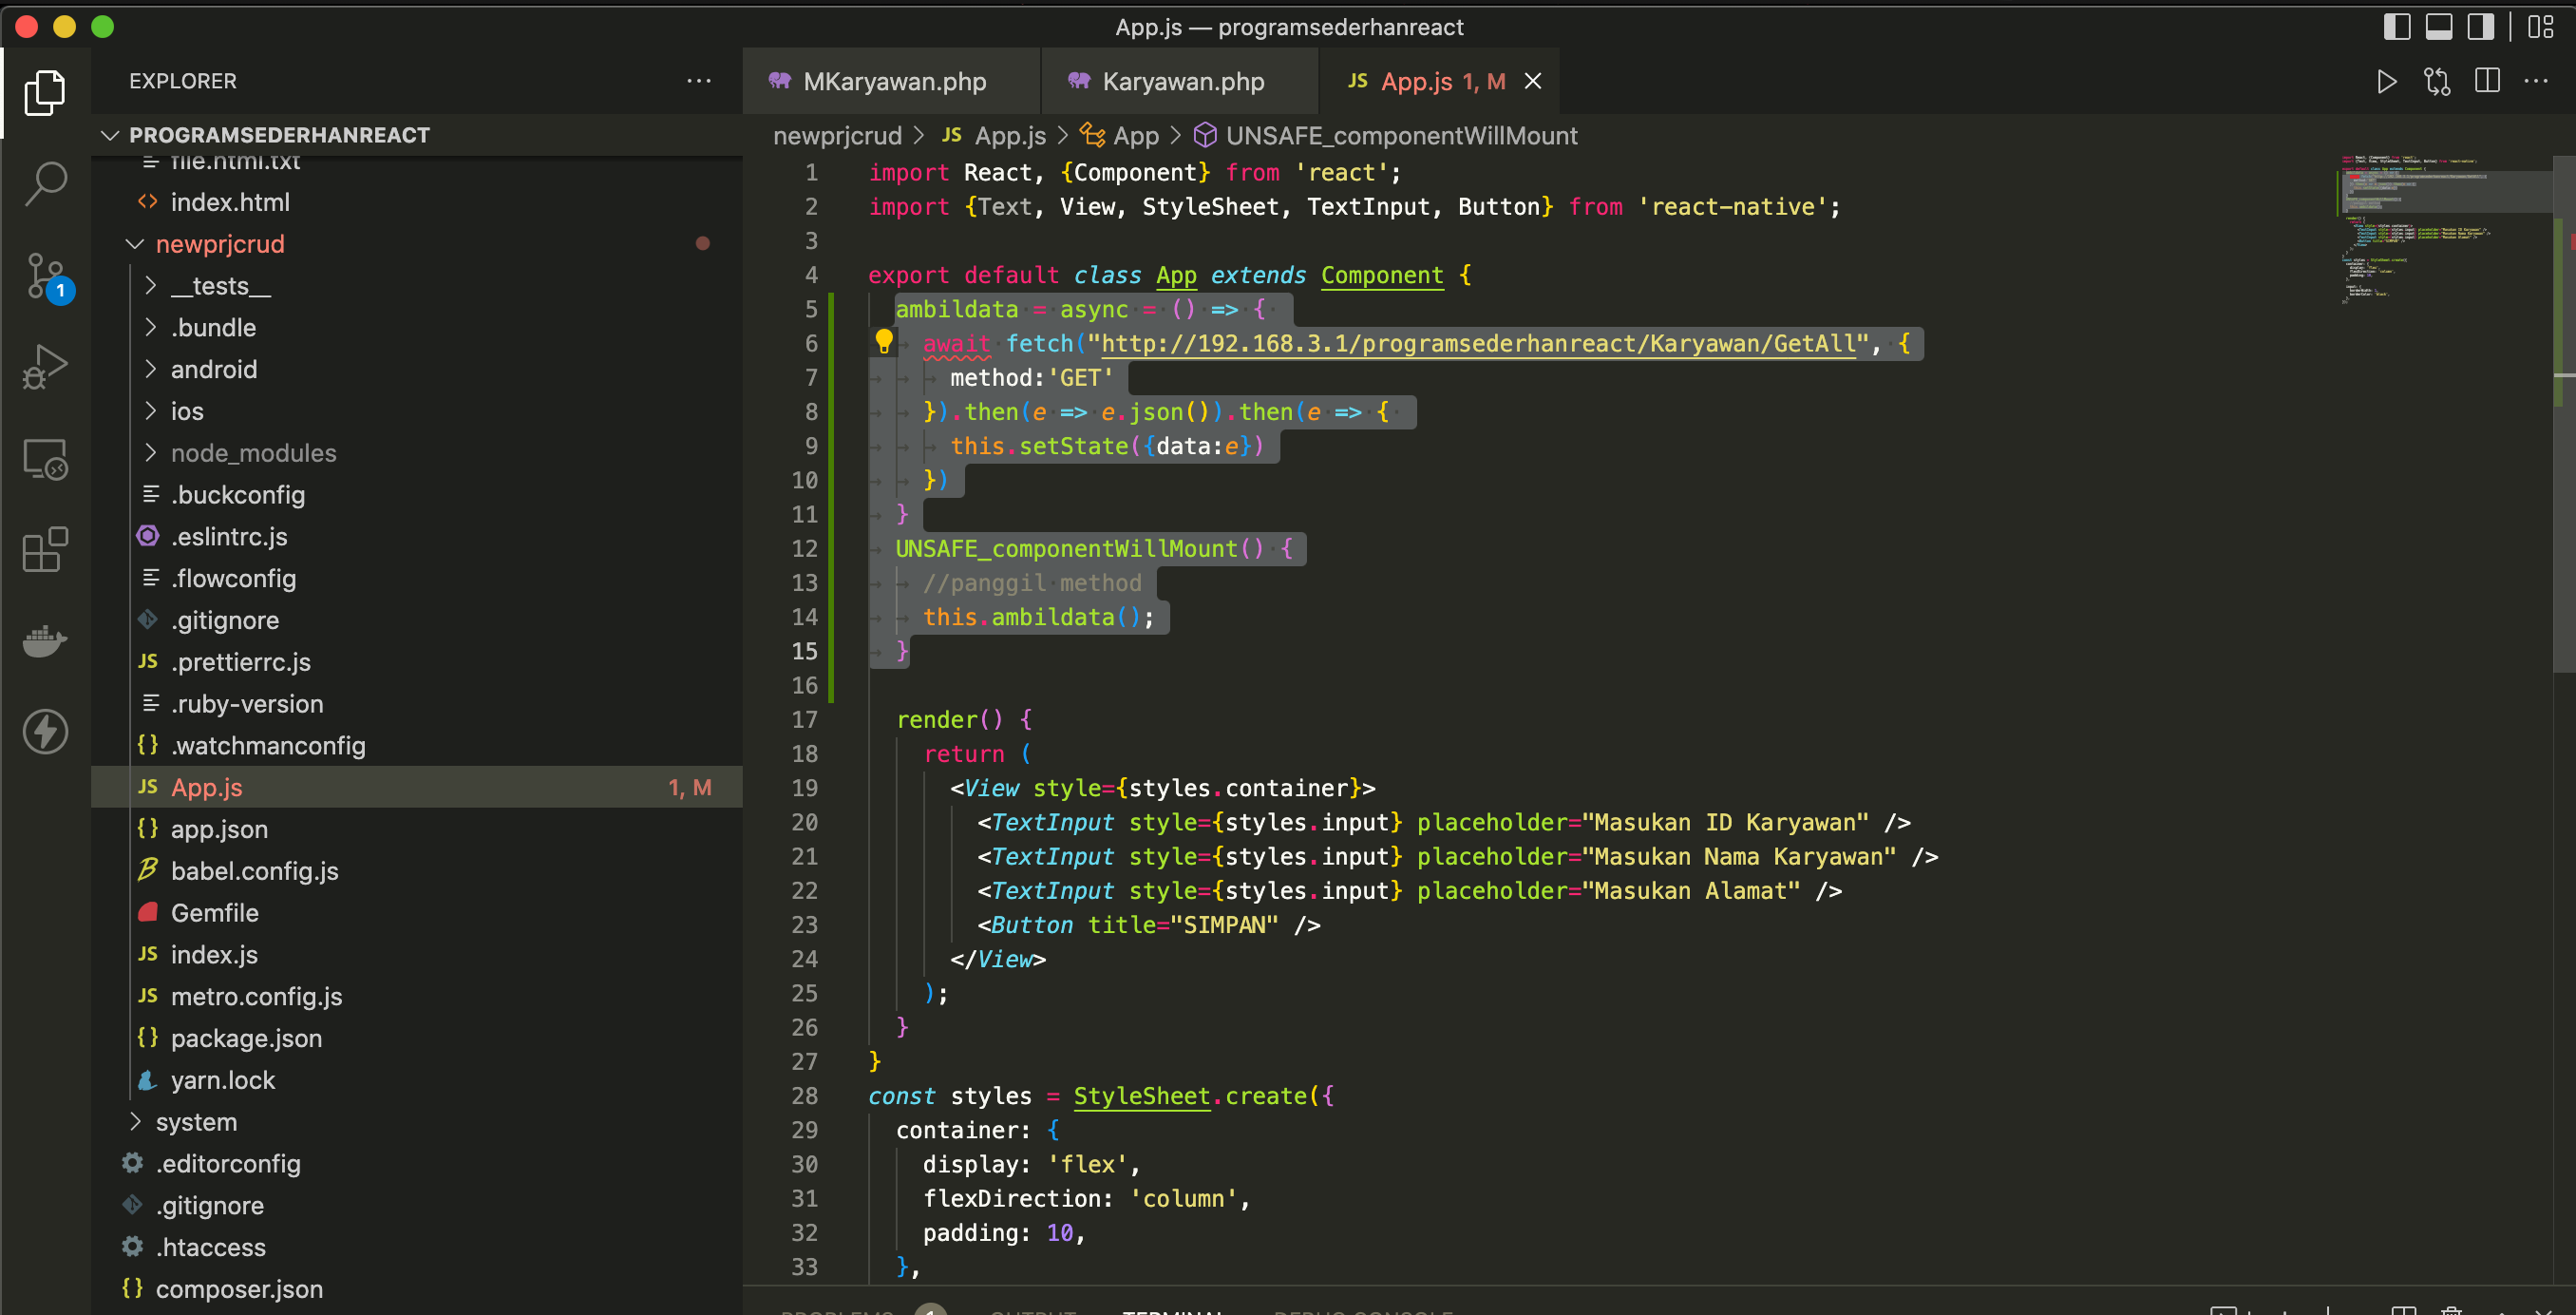 App.js — programsederhanreact
EXPLORER
PROGRAMSEDERHANREACT
file.html.txt
index.html
newprjcrud
__tests__
.bundle
android
ios
node_modules
.buckconfig
.eslintrc.js
.flowconfig
.gitignore
.prettierrc.js
.ruby-version
.watchmanconfig
App.js 1, M
app.json
babel.config.js
Gemfile
index.js
metro.config.js
package.json
yarn.lock
system
.editorconfig
.gitignore
.htaccess
composer.json
1
MKaryawan.php Karyawan.php JS App.js 1, M
newprjcrud > JS App.js > App > UNSAFE_componentWillMount
1 import React, {Component} from 'react';
2 import {Text, View, StyleSheet, TextInput, Button} from 'react-native';
3
4 export default class App extends Component {
5 ambildata = async = () => {
6 await fetch("http://192.168.3.1/programsederhanreact/Karyawan/GetAll", {
7 method:'GET'
8 }).then(e => e.json()).then(e => {
9 this.setState({data:e})
10 })
11 }
12 UNSAFE_componentWillMount() {
13 //panggil method
14 this.ambildata();
15 }
16
17 render() {
18 return (
19 <View style={styles.container}>
20 <TextInput style={styles.input} placeholder="Masukan ID Karyawan" />
21 <TextInput style={styles.input} placeholder="Masukan Nama Karyawan" />
22 <TextInput style={styles.input} placeholder="Masukan Alamat" />
23 <Button title="SIMPAN" />
24 </View>
25 );
26 }
27 }
28 const styles = StyleSheet.create({
29 container: {
30 display: 'flex',
31 flexDirection: 'column',
32 padding: 10,
33 },
PROBLEMS 1 OUTPUT TERMINAL DEBUG CONSOLE